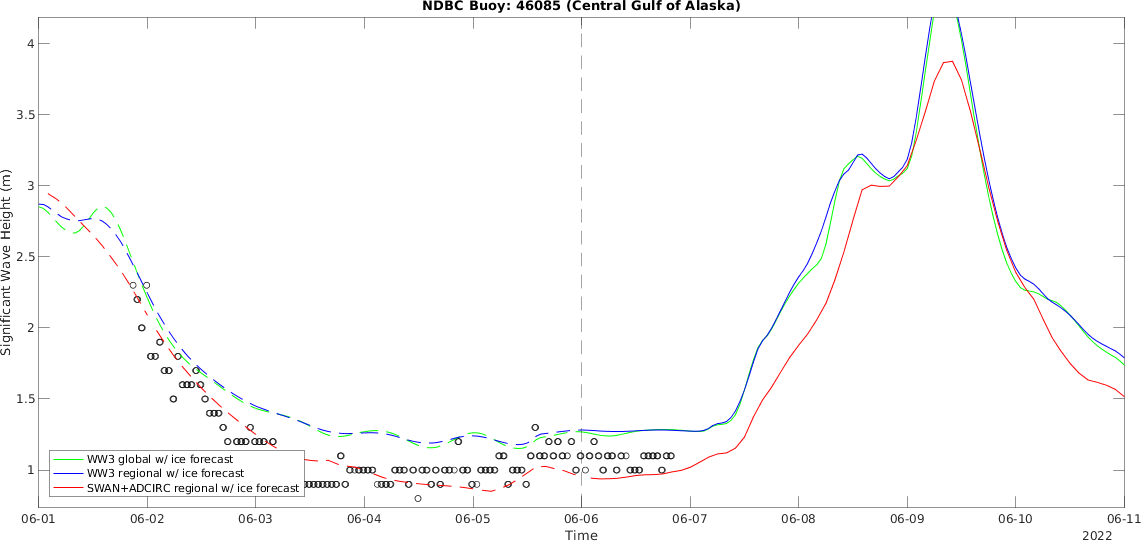 NDBC Buoy: 46085 (Central Gulf of Alaska)
4
3.5
3
2.5
2
1.5
1
Significant Wave Height (m)
WW3 global w/ ice forecast
WW3 regional w/ ice forecast
SWAN+ADCIRC regional w/ ice forecast
06-01 06-02 06-03 06-04 06-05 06-06 06-07 06-08 06-09 06-10 06-11
Time
2022